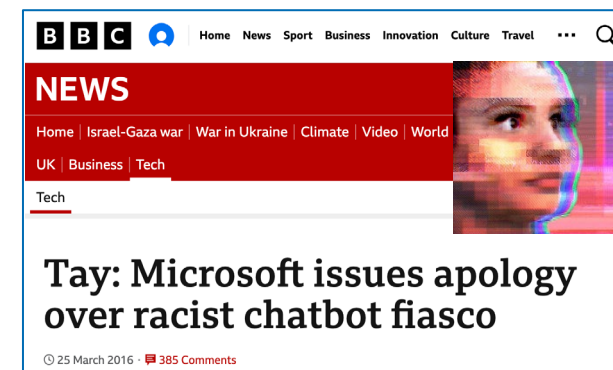 BBC Home News Sport Business Innovation Culture Travel ...
NEWS
Home | Israel-Gaza war | War in Ukraine | Climate | Video | World
UK | Business | Tech
Tech
Tay: Microsoft issues apology
over racist chatbot fiasco
25 March 2016 · 385 Comments